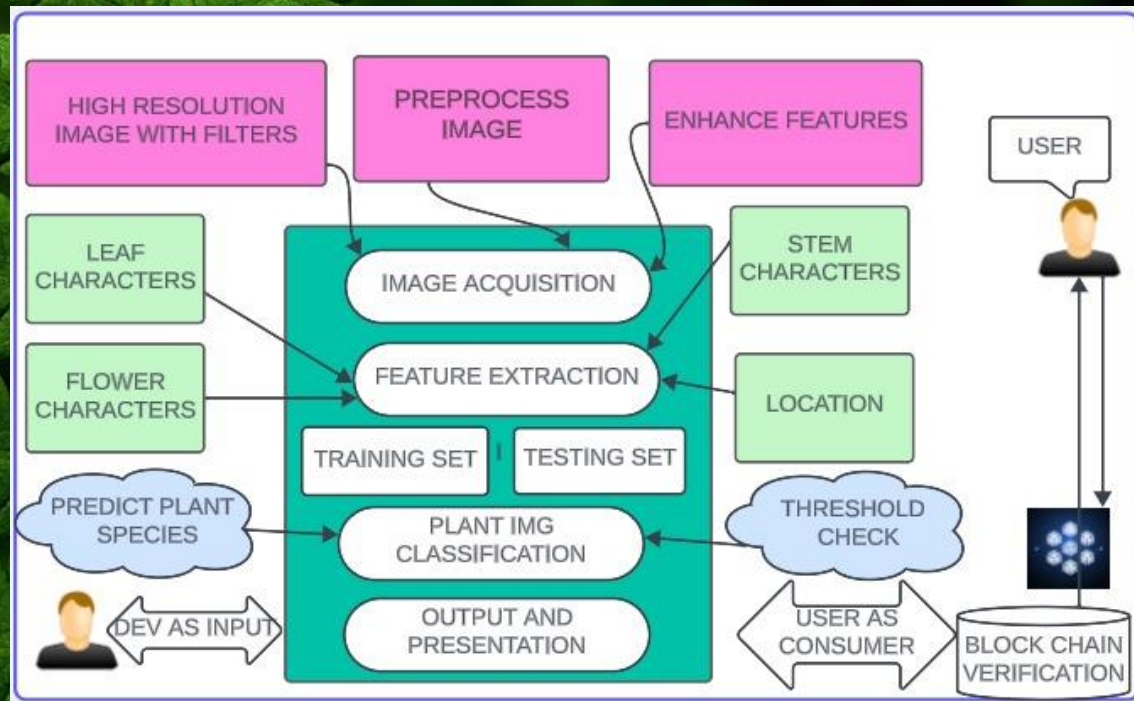 HIGH RESOLUTION
IMAGE WITH FILTERS
PREPROCESS
IMAGE
ENHANCE FEATURES
USER
LEAF
CHARACTERS
IMAGE ACQUISITION
STEM
CHARACTERS
FLOWER
CHARACTERS
FEATURE EXTRACTION
LOCATION
TRAINING SET
I
TESTING SET
PREDICT PLANT
SPECIES
PLANT IMG
CLASSIFICATION
THRESHOLD
CHECK
DEV AS INPUT
OUTPUT AND
PRESENTATION
USER AS
CONSUMER
BLOCK CHAIN
VERIFICATION